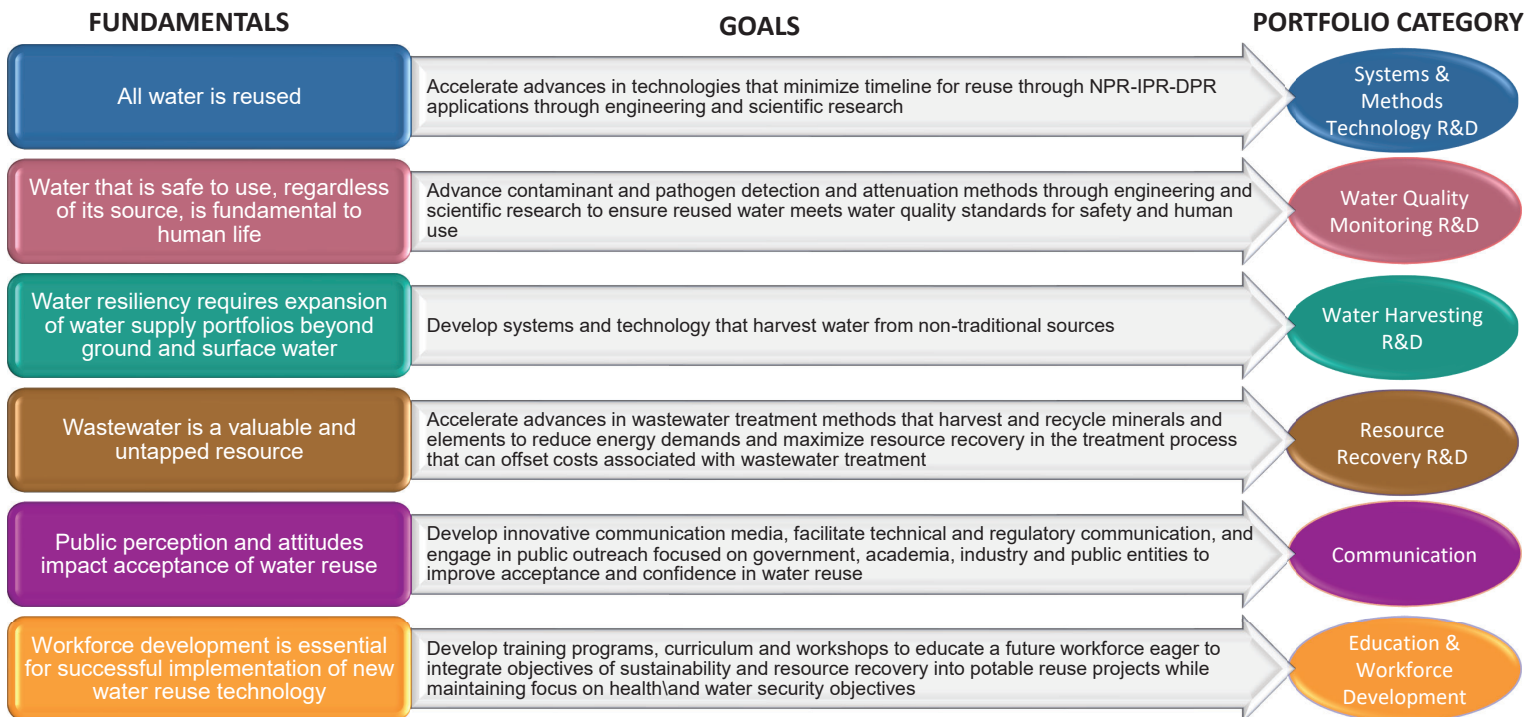 FUNDAMENTALS
GOALS
PORTFOLIO CATEGORY
All water is reused
Accelerate advances in technologies that minimize timeline for reuse through NPR-IPR-DPR
applications through engineering and scientific research
Systems &
Methods
Technology R&D
Water that is safe to use, regardless
of its source, is fundamental to
human life
Advance contaminant and pathogen detection and attenuation methods through engineering and
scientific research to ensure reused water meets water quality standards for safety and human
use
Water Quality
Monitoring R&D
Water resiliency requires expansion
of water supply portfolios beyond
ground and surface water
Develop systems and technology that harvest water from non-traditional sources
Water Harvesting
R&D
Wastewater is a valuable and
untapped resource
Accelerate advances in wastewater treatment methods that harvest and recycle minerals and
elements to reduce energy demands and maximize resource recovery in the treatment process
that can offset costs associated with wastewater treatment
Resource
Recovery R&D
Public perception and attitudes
impact acceptance of water reuse
Develop innovative communication media, facilitate technical and regulatory communication, and
engage in public outreach focused on government, academia, industry and public entities to
improve acceptance and confidence in water reuse
Communication
Workforce development is essential
for successful implementation of new
water reuse technology
Develop training programs, curriculum and workshops to educate a future workforce eager to
integrate objectives of sustainability and resource recovery into potable reuse projects while
maintaining focus on health\and water security objectives
Education &
Workforce
Development